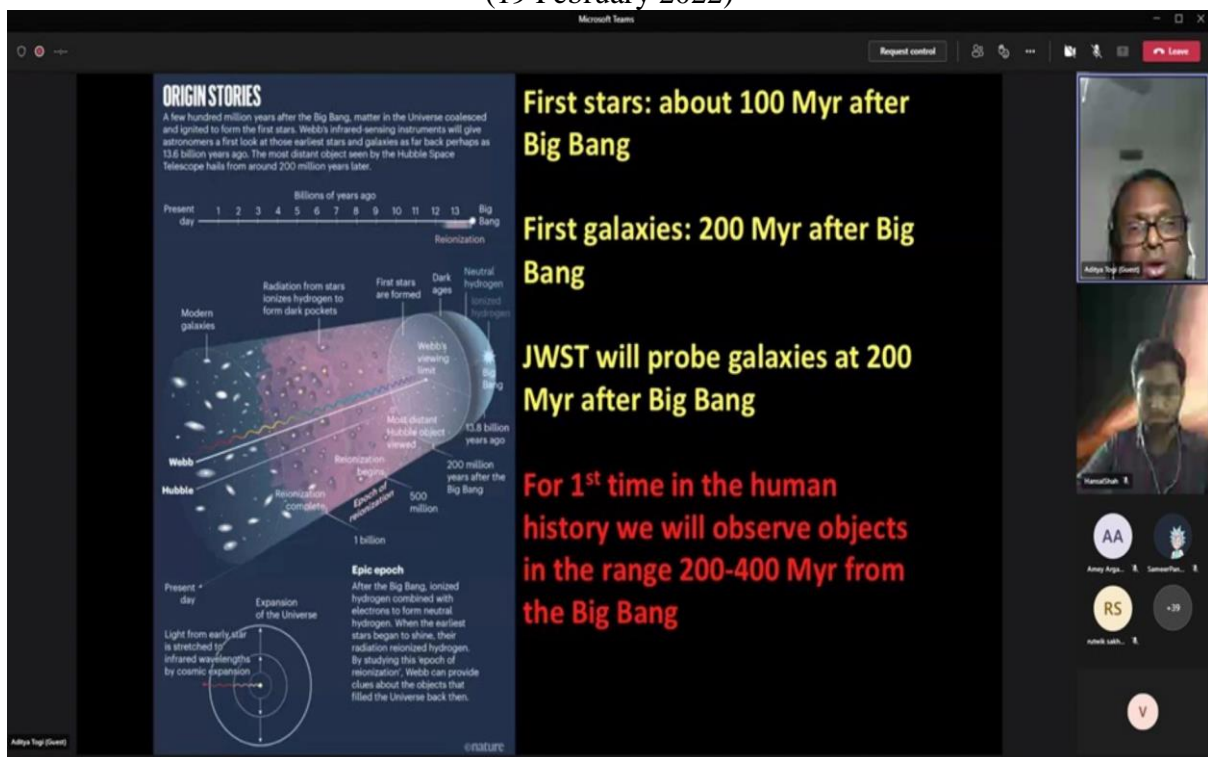 (19 February 2022)
Microsoft Teams
Request control
Leave
ORIGIN STORIES
A few hundred million years after the Big Bang, matter in the Universe coalesced
and ignited to form the first stars. Webb's infrared-sensing instruments will give
astronomers a first look at those earliest stars and galaxies as far back perhaps as
13.6 billion years ago. The most distant object seen by the Hubble Space
Telescope hails from around 200 million years later.
Billions of years ago
Present
day
1 2 3 4 5 6 7 8 9 10 11 12 13
Big
Bang
Reionization
Modern
galaxies
Radiation from stars
ionizes hydrogen to
form dark pockets
First stars
are formed
Dark
ages
Neutral
hydrogen
Ionized
hydrogen
Webb's
viewing
limit
Big
Bang
Most distant
Hubble object
viewed
13.8 billion
years ago
Webb
Hubble
Reionization
begins
200 million
years after the
Big Bang
Reionization
complete
Epoch of
reionization
500
million
1 billion
Present
day
Expansion
of the Universe
Light from early star
is stretched to
infrared wavelengths
by cosmic expansion
Epic epoch
After the Big Bang, ionized
hydrogen combined with
electrons to form neutral
hydrogen. When the earliest
stars began to shine, their
radiation reionized hydrogen.
By studying this 'epoch of
reionization', Webb can provide
clues about the objects that
filled the Universe back then.
©nature
First stars: about 100 Myr after
Big Bang
First galaxies: 200 Myr after Big
Bang
JWST will probe galaxies at 200
Myr after Big Bang
For 1st time in the human
history we will observe objects
in the range 200-400 Myr from
the Big Bang
Aditya Togi (Guest)
HamzalShah
AA
Amey Arga...
SameerPan...
RS
rutwik sakh...
+39
V
Aditya Togi (Guest)